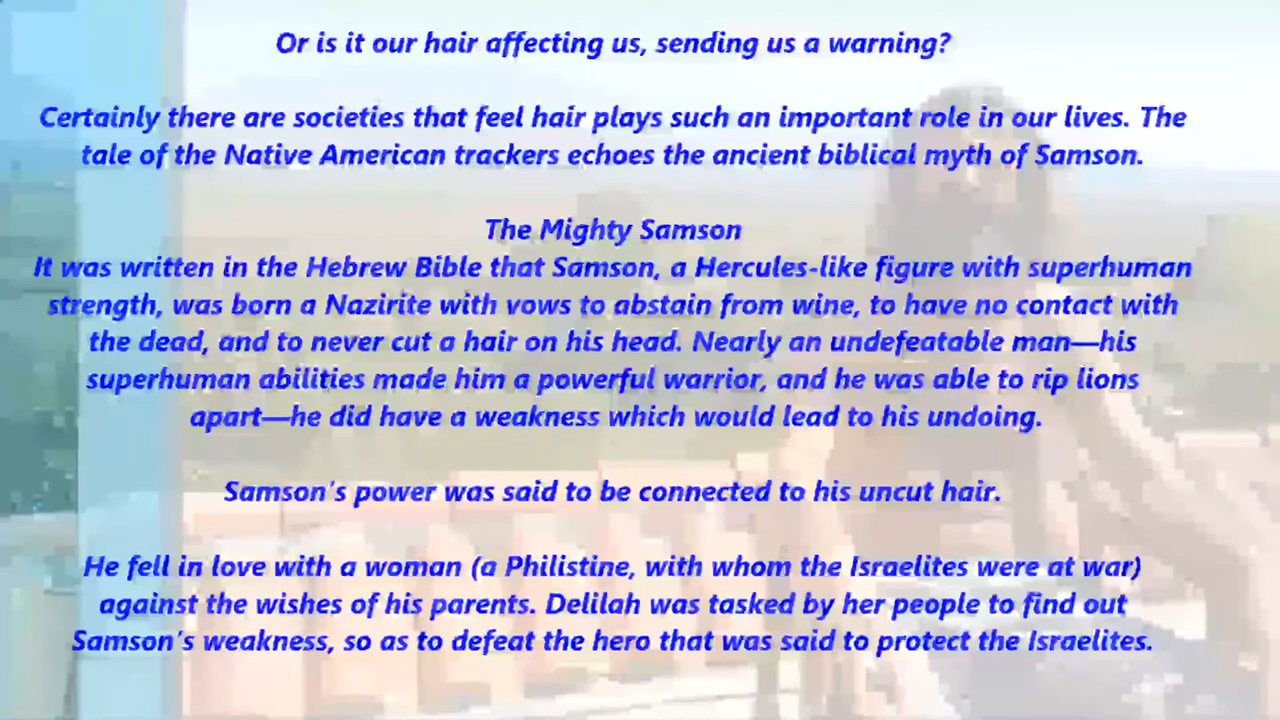 Or is it our hair affecting us, sending us a warning?
Certainly there are societies that feel hair plays such an important role in our lives. The
tale of the Native American trackers echoes the ancient biblical myth of Samson.
The Mighty Samson
It was written in the Hebrew Bible that Samson, a Hercules-like figure with superhuman
strength, was born a Nazirite with vows to abstain from wine, to have no contact with
the dead, and to never cut a hair on his head. Nearly an undefeatable man—his
superhuman abilities made him a powerful warrior, and he was able to rip lions
apart—he did have a weakness which would lead to his undoing.
Samson's power was said to be connected to his uncut hair.
He fell in love with a woman (a Philistine, with whom the Israelites were at war)
against the wishes of his parents. Delilah was tasked by her people to find out
Samson's weakness, so as to defeat the hero that was said to protect the Israelites.